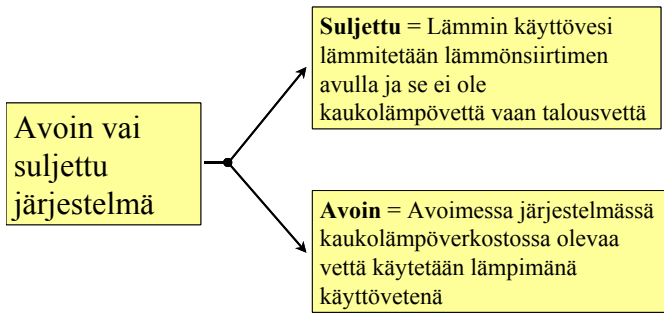 Avoin vai
suljettu
järjestelmä
Suljettu = Lämmin käyttövesi
lämmitetään lämmönsiirtimen
avulla ja se ei ole
kaukolämpövettä vaan talousvettä
Avoin = Avoimessa järjestelmässä
kaukolämpöverkostossa olevaa
vettä käytetään lämpimänä
käyttövetenä